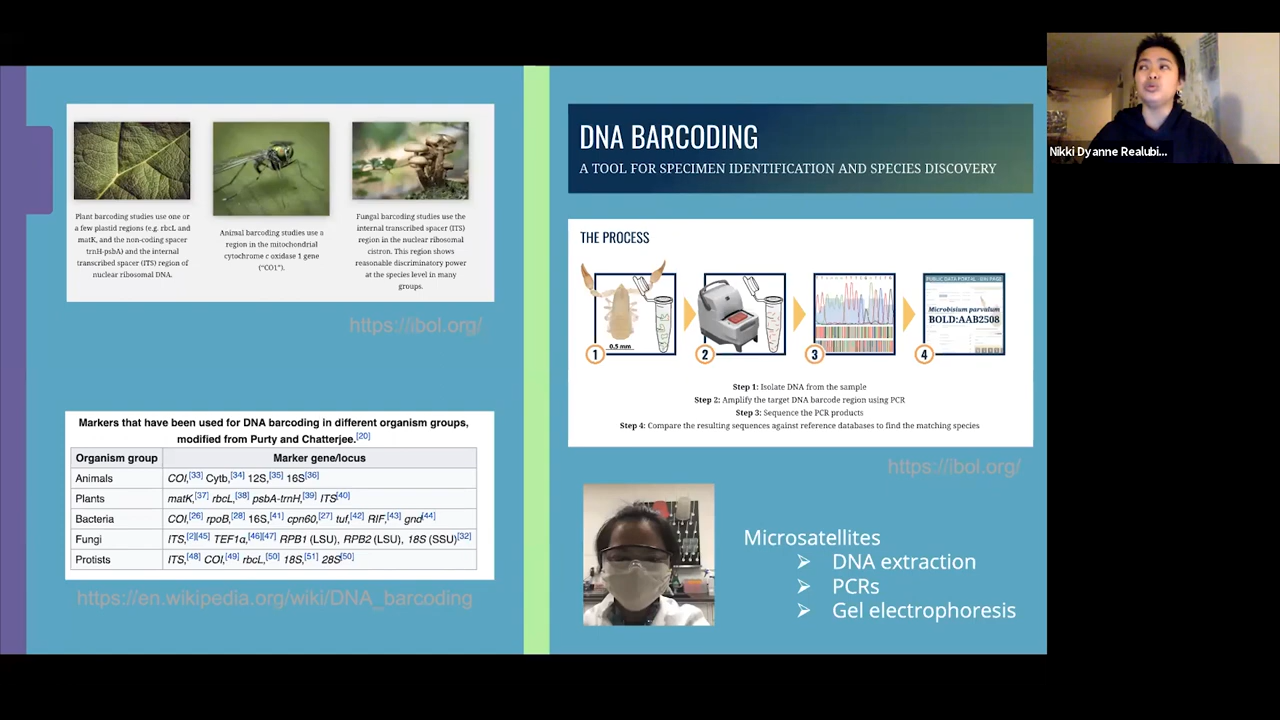 Plant barcoding studies use one or
a few plastid regions (e.g. rbcL and
matK, and the non-coding spacer
trnH-psbA) and the internal
transcribed spacer (ITS) region of
nuclear ribosomal DNA.
Animal barcoding studies use a
region in the mitochondrial
cytochrome c oxidase 1 gene
("CO1").
Fungal barcoding studies use the
internal transcribed spacer (ITS)
region in the nuclear ribosomal
cistron. This region shows
reasonable discriminatory power
at the species level in many
groups.
https://ibol.org/
Markers that have been used for DNA barcoding in different organism groups,
modified from Purty and Chatterjee.[20]
Organism group Marker gene/locus
Animals COI,[33] Cytb,[34] 12S,[35] 16S[36]
Plants matK,[37] rbcL,[38] psbA-trnH,[39] ITS[40]
Bacteria COI,[26] rpoB,[28] 16S,[41] cpn60,[27] tuf,[42] RIF,[43] gnd[44]
Fungi ITS,[2][45] TEF1α,[46][47] RPB1 (LSU), RPB2 (LSU), 18S (SSU)[32]
Protists ITS,[48] COI,[49] rbcL,[50] 18S,[51] 28S[50]
https://en.wikipedia.org/wiki/DNA_barcoding
DNA BARCODING
A TOOL FOR SPECIMEN IDENTIFICATION AND SPECIES DISCOVERY
THE PROCESS
0.5 mm
1
2
3
PUBLIC DATA PORTAL - BIN PAGE
Microbisium parvulum
BOLD:AAB2508
4
Step 1: Isolate DNA from the sample
Step 2: Amplify the target DNA barcode region using PCR
Step 3: Sequence the PCR products
Step 4: Compare the resulting sequences against reference databases to find the matching species
https://ibol.org/
Microsatellites
➢ DNA extraction
➢ PCRs
➢ Gel electrophoresis
Nikki Dyanne Realubi...